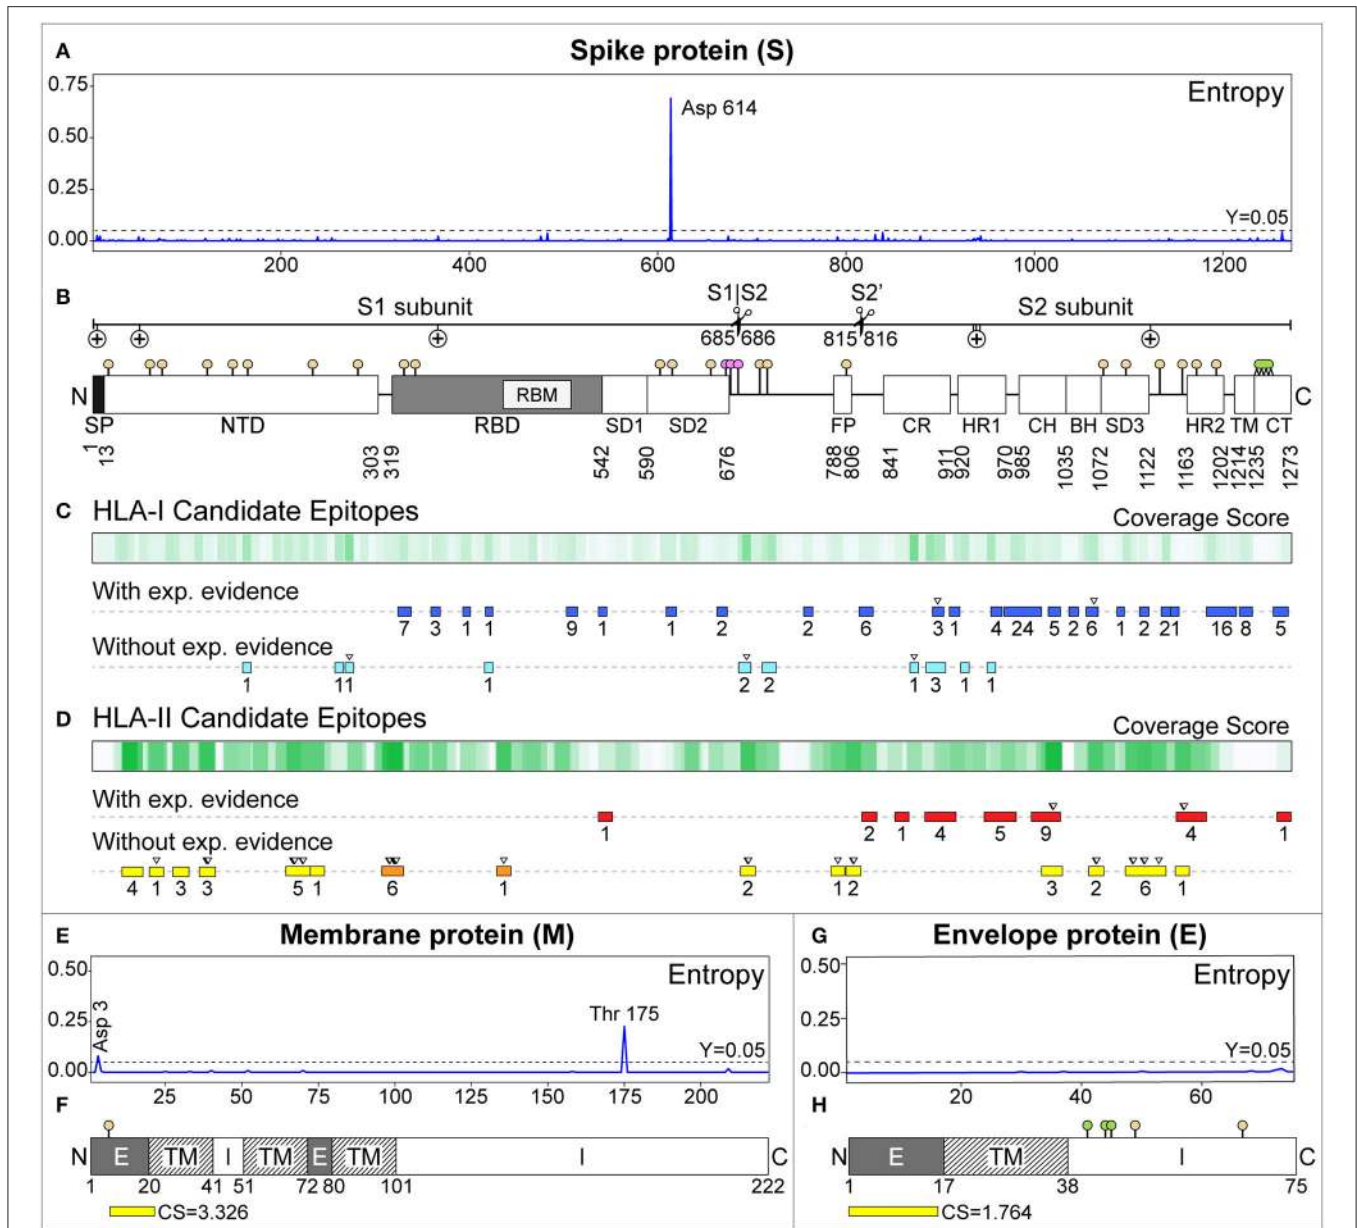 A
Spike protein (S)
0.75
0.50
0.25
0.00
Entropy
Asp 614
Y=0.05
200 400 600 800 1000 1200
B
S1 subunit
S1|S2
S2’
S2 subunit
685 686
815 816
N
RBM
C
SP NTD RBD SD1 SD2 FP CR HR1 CH BH SD3 HR2 TM CT
1 13 303 319 542 590 676 788 806 841 911 920 970 985 1035 1072 1122 1163 1202 1214 1235 1273
C HLA-I Candidate Epitopes
Coverage Score
With exp. evidence
7 3 1 1 9 1 1 2 2 6 3 1 4 24 5 2 6 1 2 21 16 8 5
Without exp. evidence
1 11 1 2 2 1 3 1 1
D HLA-II Candidate Epitopes
Coverage Score
With exp. evidence
1 2 1 4 5 9 4 1
Without exp. evidence
4 1 3 3 5 1 6 1 2 1 2 3 2 6 1
E
Membrane protein (M)
0.50
0.25
0.00
Entropy
Asp 3
Thr 175
Y=0.05
25 50 75 100 125 150 175 200
F
N E TM I TM E TM I C
1 20 41 51 72 80 101 222
CS=3.326
G
Envelope protein (E)
0.50
0.25
0.00
Entropy
Y=0.05
20 40 60
H
N E TM I C
1 17 38 75
CS=1.764